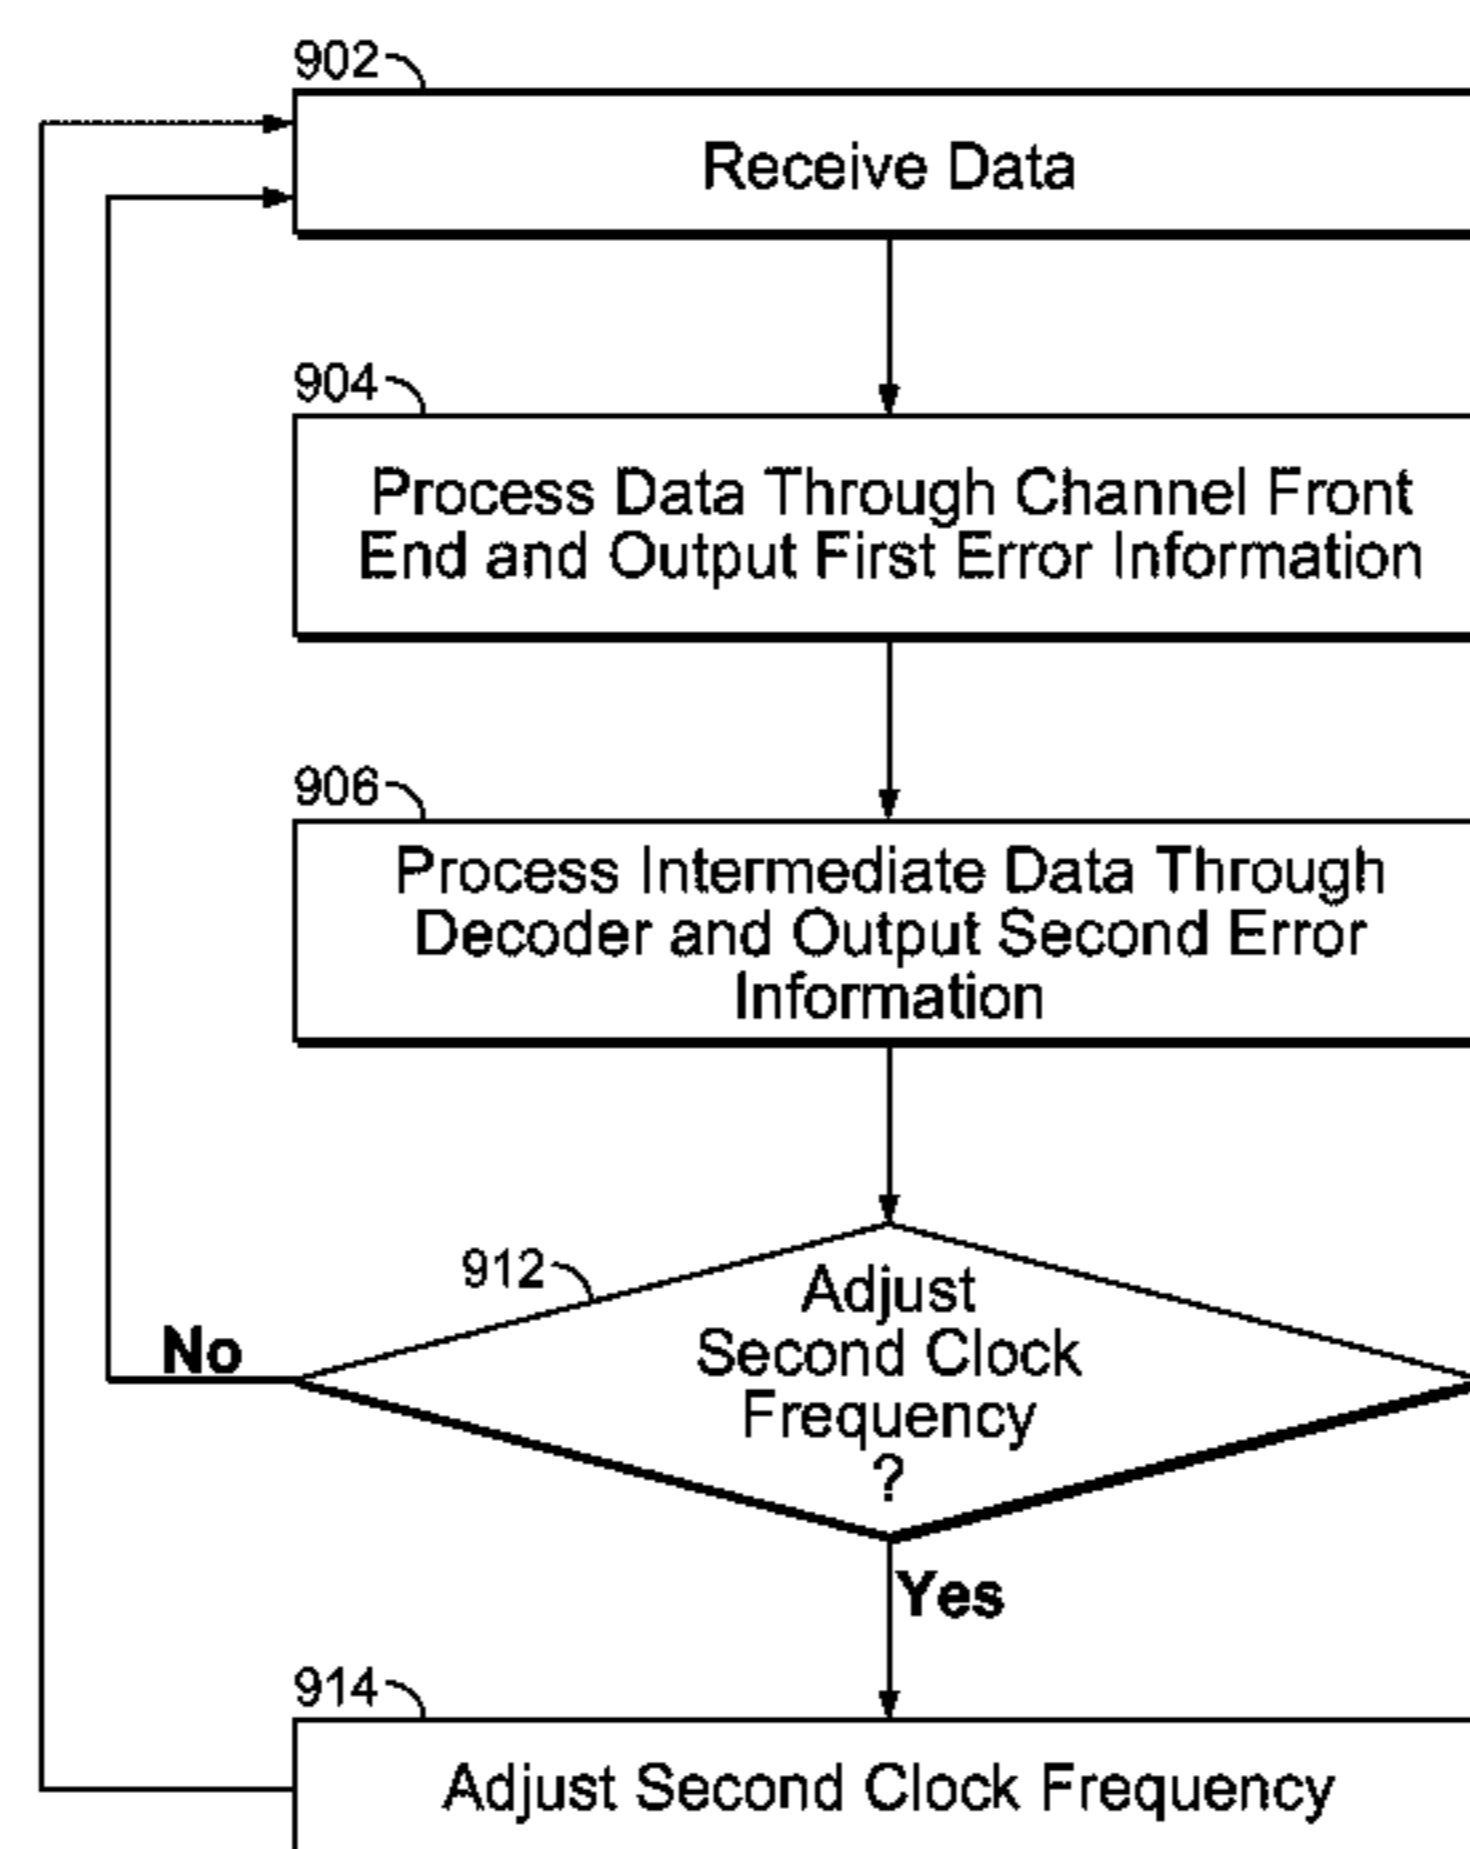 902
Receive Data
904
Process Data Through Channel Front
End and Output First Error Information
906
Process Intermediate Data Through
Decoder and Output Second Error
Information
912
Adjust
Second Clock
Frequency
?
No
Yes
914
Adjust Second Clock Frequency